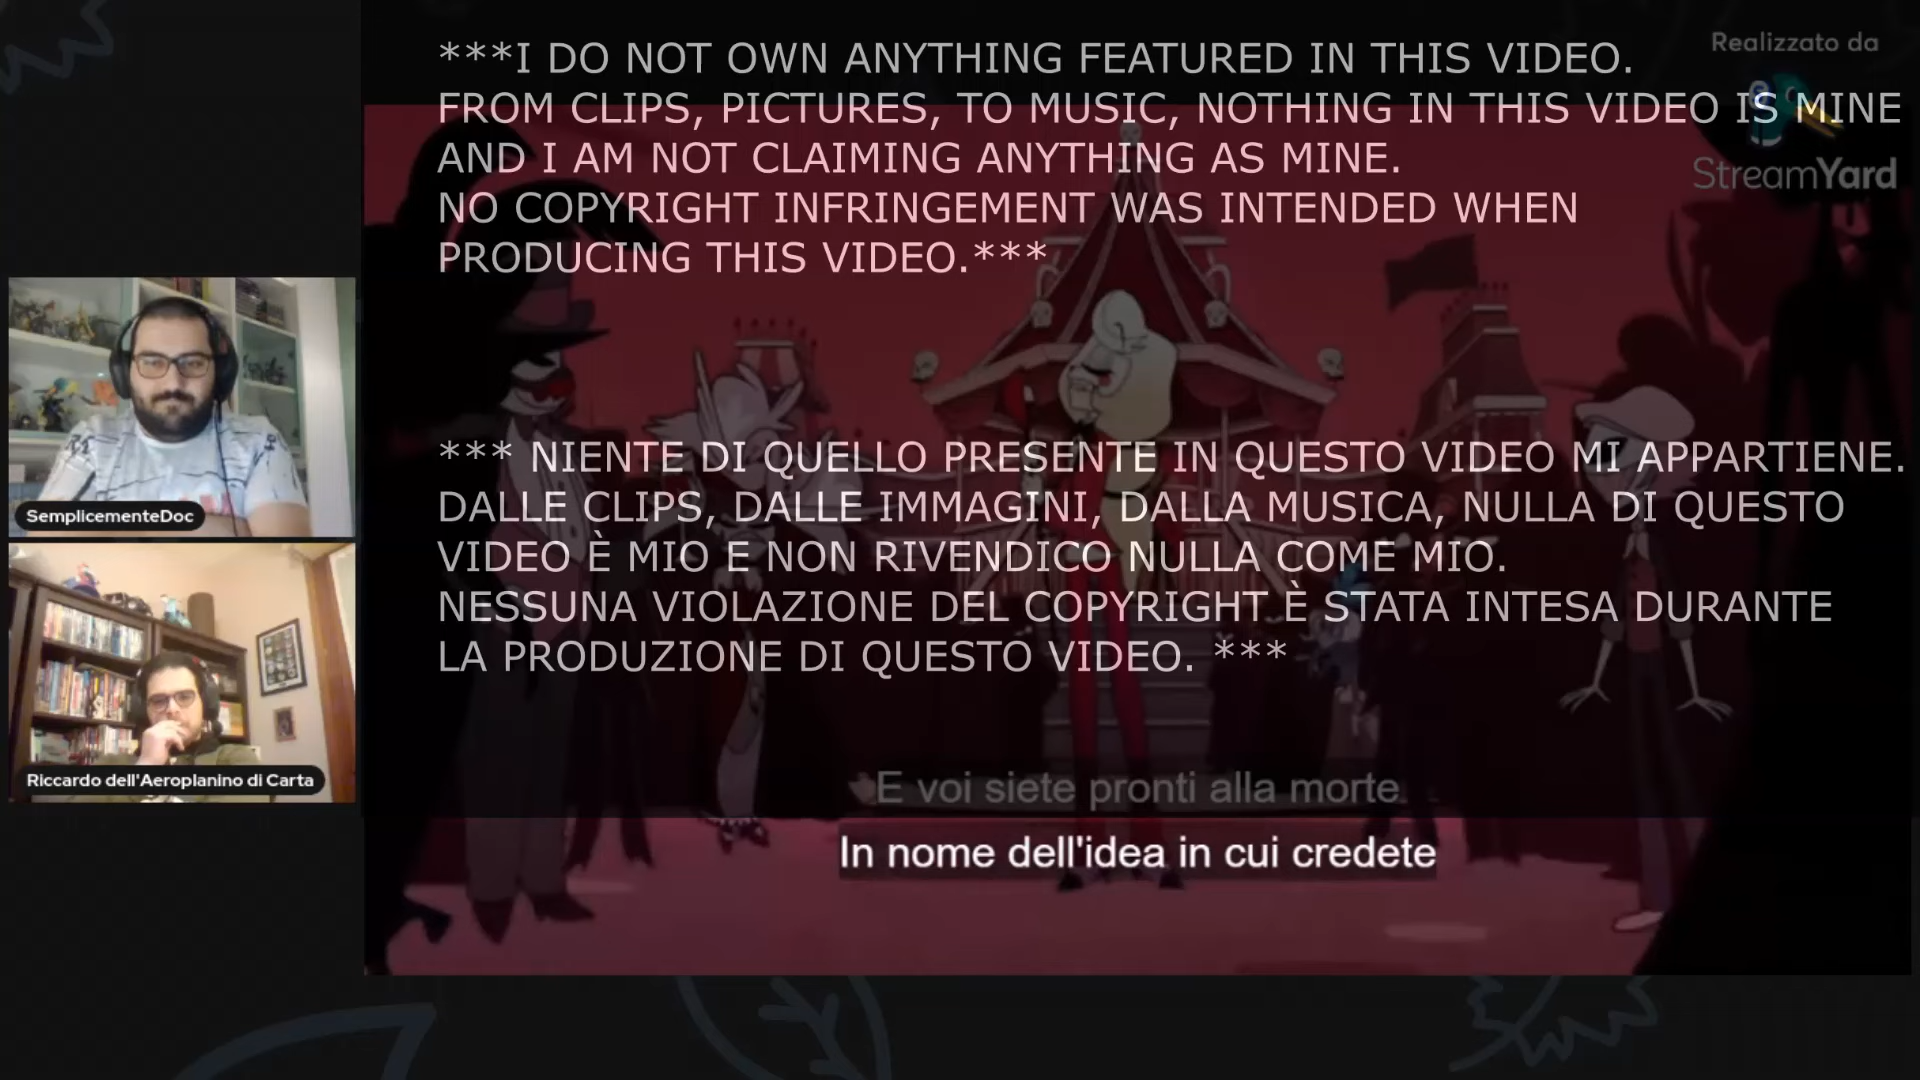 ***I DO NOT OWN ANYTHING FEATURED IN THIS VIDEO.
FROM CLIPS, PICTURES, TO MUSIC, NOTHING IN THIS VIDEO IS MINE
AND I AM NOT CLAIMING ANYTHING AS MINE.
NO COPYRIGHT INFRINGEMENT WAS INTENDED WHEN
PRODUCING THIS VIDEO.***
Realizzato da
StreamYard
*** NIENTE DI QUELLO PRESENTE IN QUESTO VIDEO MI APPARTIENE.
DALLE CLIPS, DALLE IMMAGINI, DALLA MUSICA, NULLA DI QUESTO
VIDEO È MIO E NON RIVENDICO NULLA COME MIO.
NESSUNA VIOLAZIONE DEL COPYRIGHT È STATA INTESA DURANTE
LA PRODUZIONE DI QUESTO VIDEO. ***
SemplicementeDoc
Riccardo dell'Aeroplanino di Carta
E voi siete pronti alla morte
In nome dell'idea in cui credete